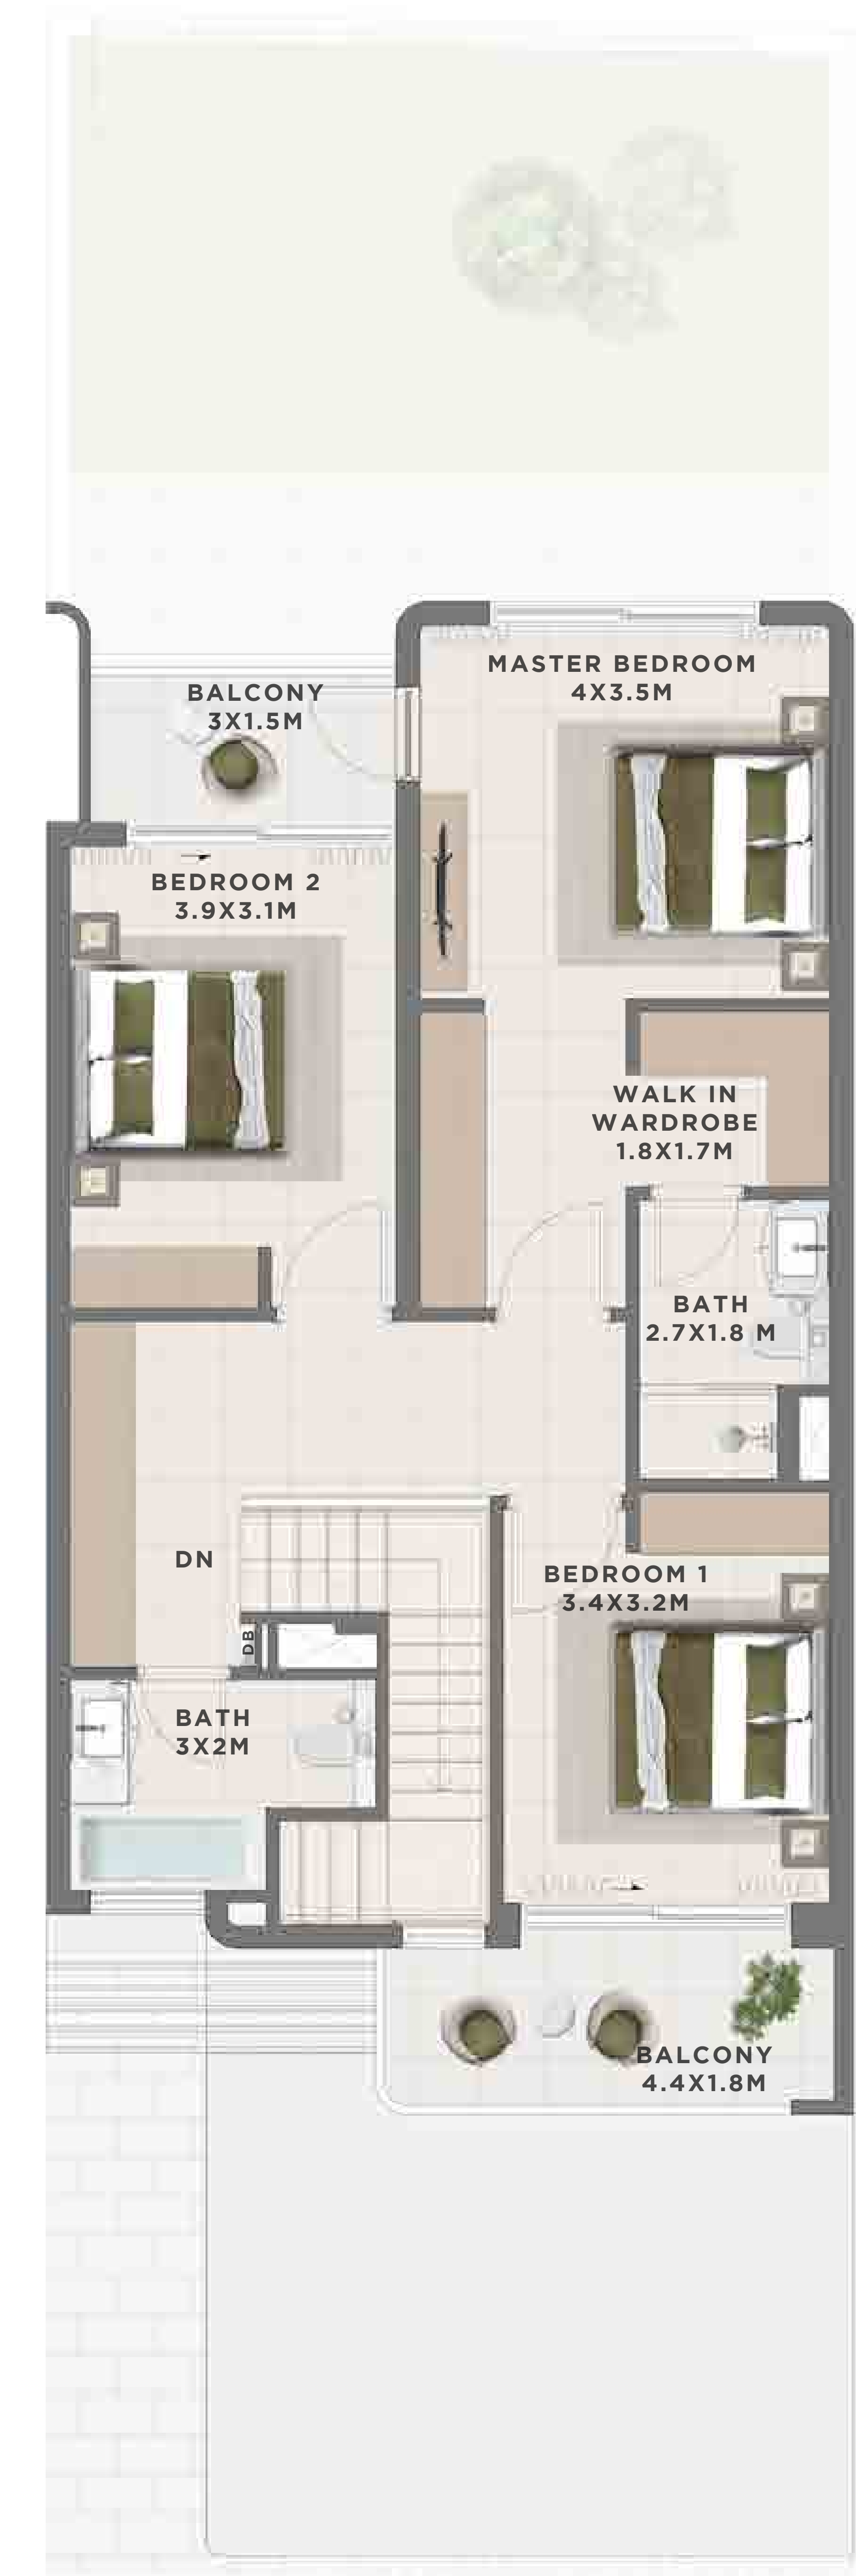 MASTER BEDROOM
4X3.5M
BALCONY
3X1.5M
BEDROOM 2
3.9X3.1M
WALK IN
WARDROBE
1.8X1.7M
BATH
2.7X1.8 M
DN
BEDROOM 1
3.4X3.2M
DB
BATH
3X2M
BALCONY
4.4X1.8M